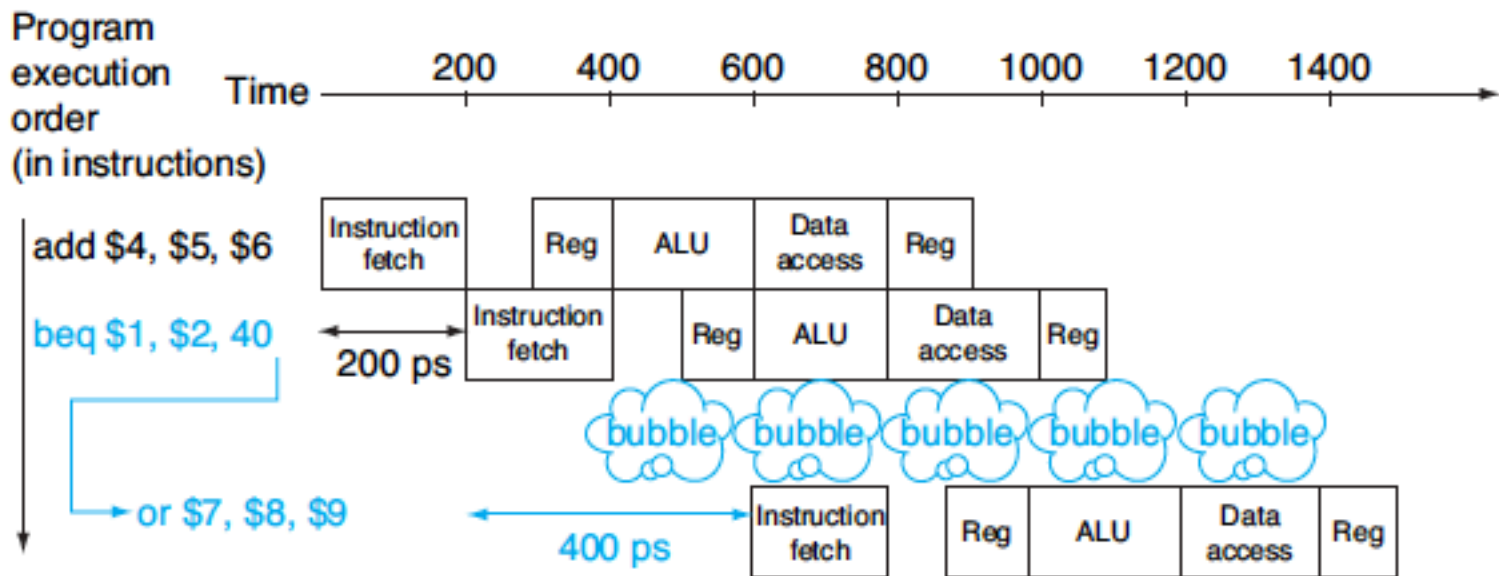 Program
execution
order
(in instructions)
Time
200 400 600 800 1000 1200 1400
add $4, $5, $6
Instruction
fetch
Reg
ALU
Data
access
Reg
beq $1, $2, 40
200 ps
Instruction
fetch
Reg
ALU
Data
access
Reg
bubble bubble bubble bubble bubble
or $7, $8, $9
400 ps
Instruction
fetch
Reg
ALU
Data
access
Reg